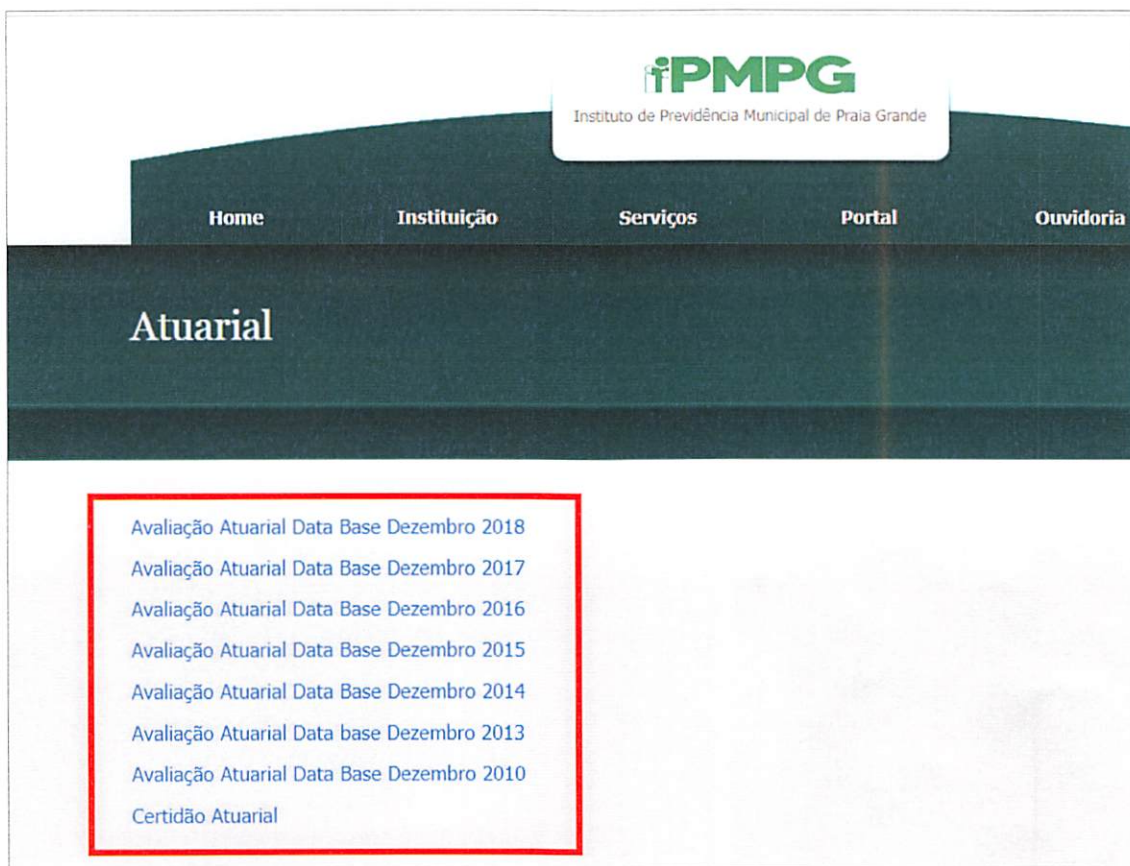 iPMPG
Instituto de Previdência Municipal de Praia Grande
Home Instituição Serviços Portal Ouvidoria
Atuarial
Avaliação Atuarial Data Base Dezembro 2018
Avaliação Atuarial Data Base Dezembro 2017
Avaliação Atuarial Data Base Dezembro 2016
Avaliação Atuarial Data Base Dezembro 2015
Avaliação Atuarial Data Base Dezembro 2014
Avaliação Atuarial Data base Dezembro 2013
Avaliação Atuarial Data Base Dezembro 2010
Certidão Atuarial